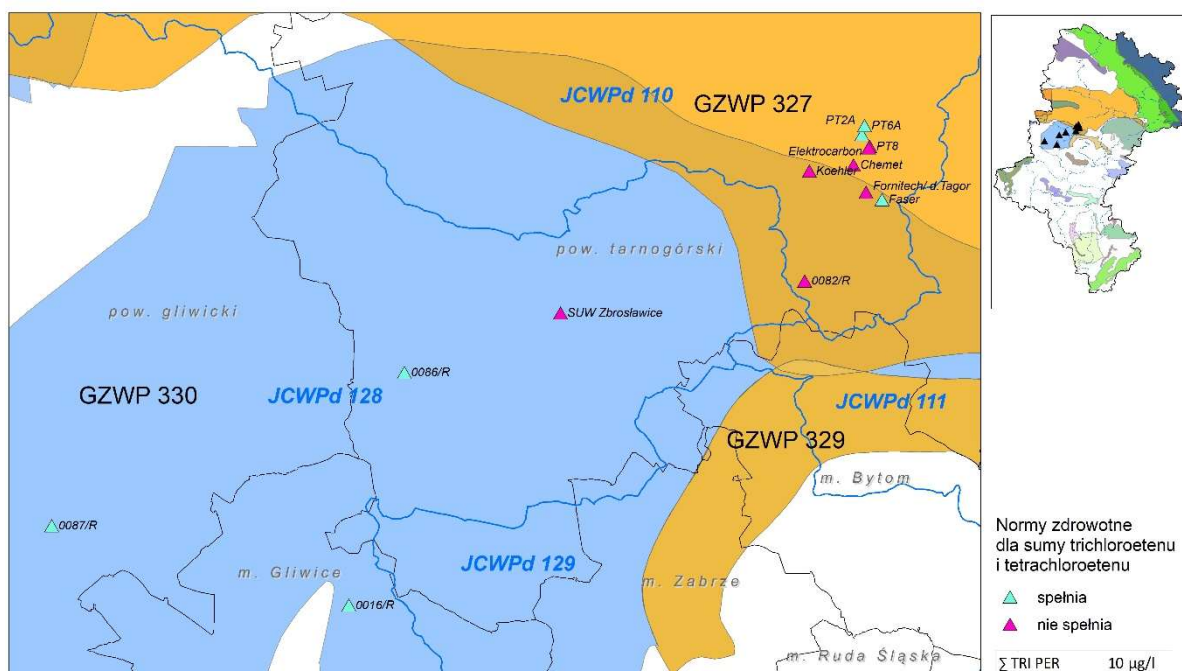 JCWPd 110
GZWP 327
PT2A
PT6A
Elektrocarbon
PT8
Chemet
Koehler
Fornitech/ d.Tagor
Faser
pow. tarnogórski
0082/R
pow. gliwicki
SUW Zbrosławice
0086/R
GZWP 330
JCWPd 128
JCWPd 111
GZWP 329
m. Bytom
0087/R
JCWPd 129
m. Gliwice
m. Zabrze
0016/R
m. Ruda Śląska
Normy zdrowotne
dla sumy trichloroetenu
i tetrachloroetenu
spełnia
nie spełnia
∑ TRI PER 10 µg/l